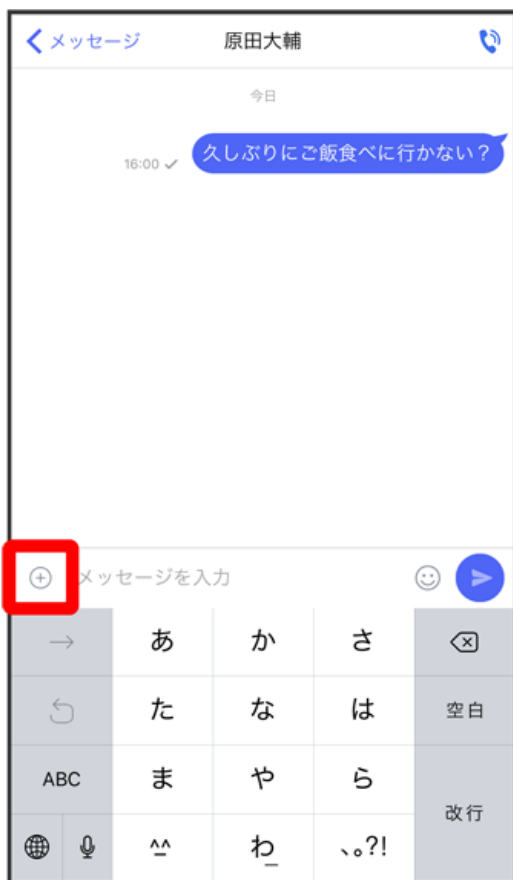 メッセージ 原田大輔
今日
久しぶりにご飯食べに行かない？
16:00
メッセージを入力
→ あ か さ
た な は 空白
ABC ま や ら
改行
^^ わ_ 、。?!